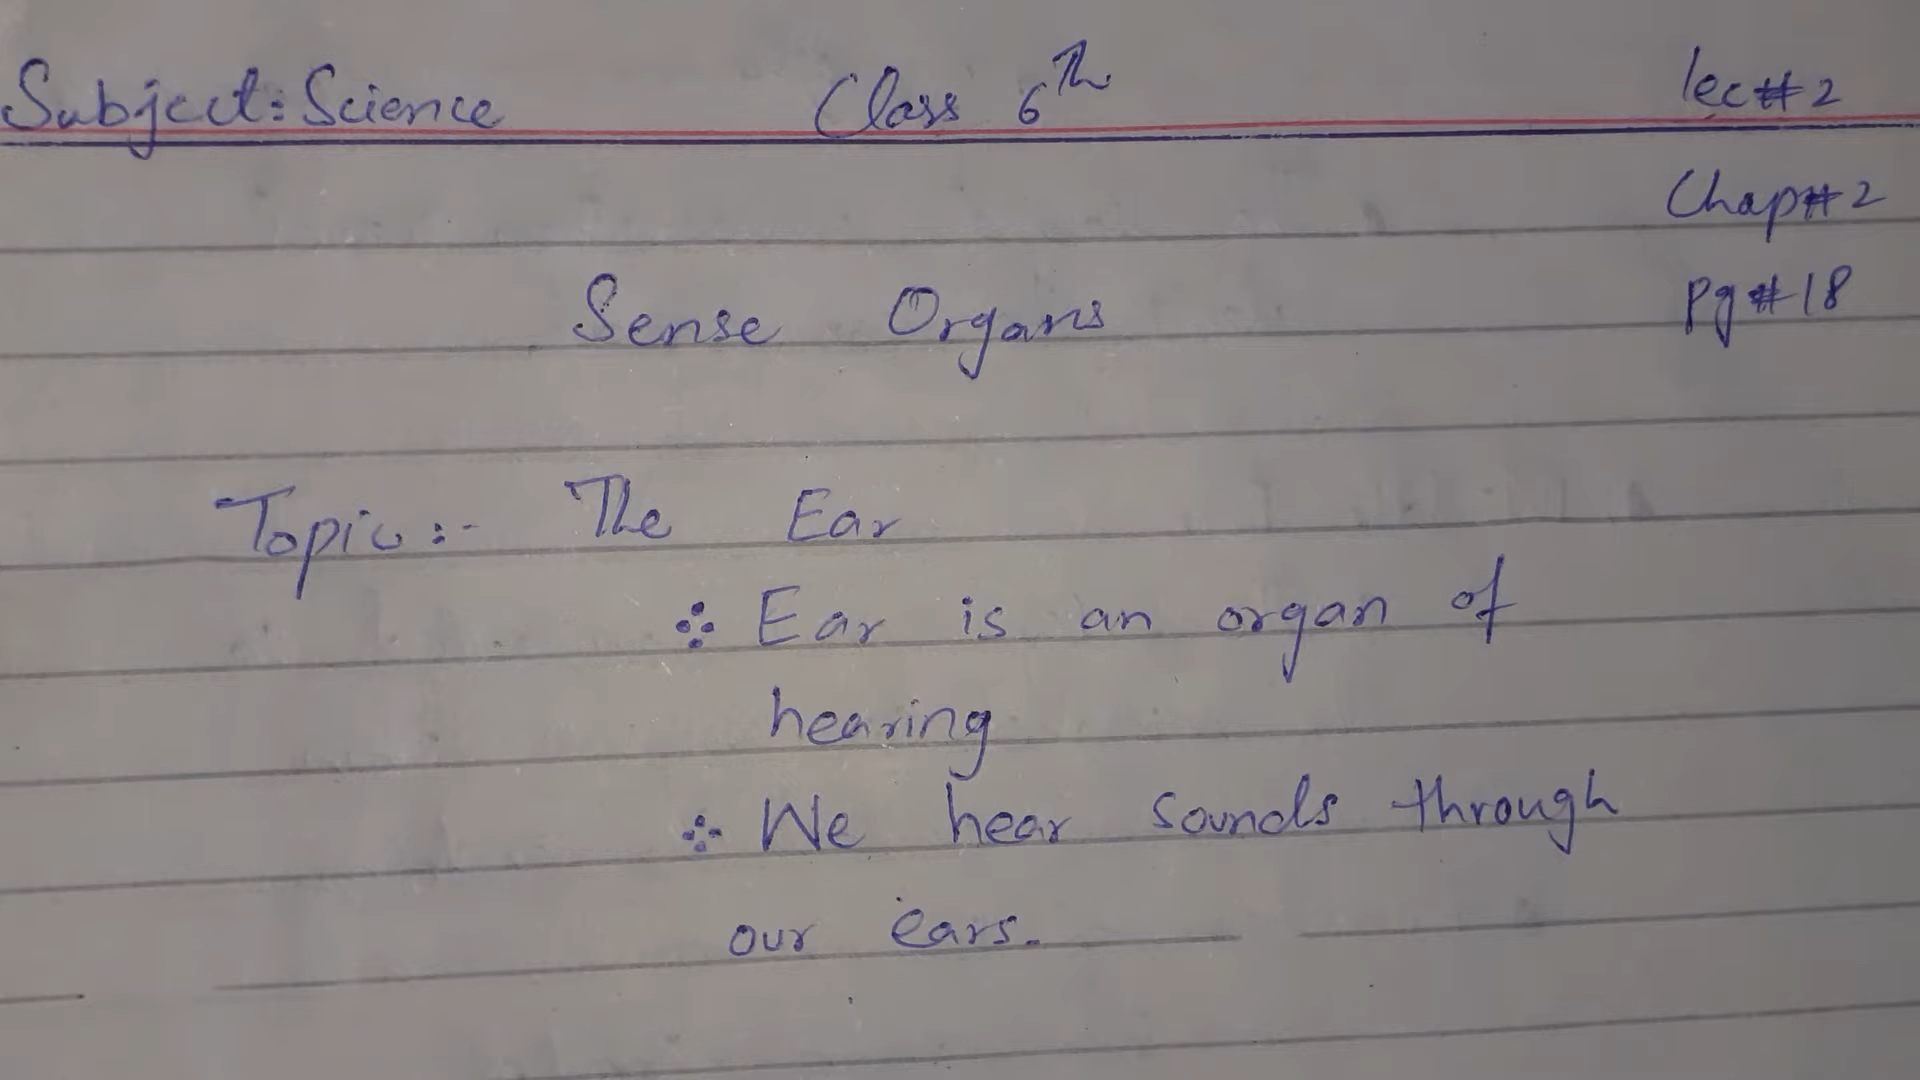 Subject: Science Class 6th lec# 2
Chap# 2
Sense Organs Pg# 18
Topic:- The Ear
Ear is an organ of
hearing
We hear sounds through
our ears.